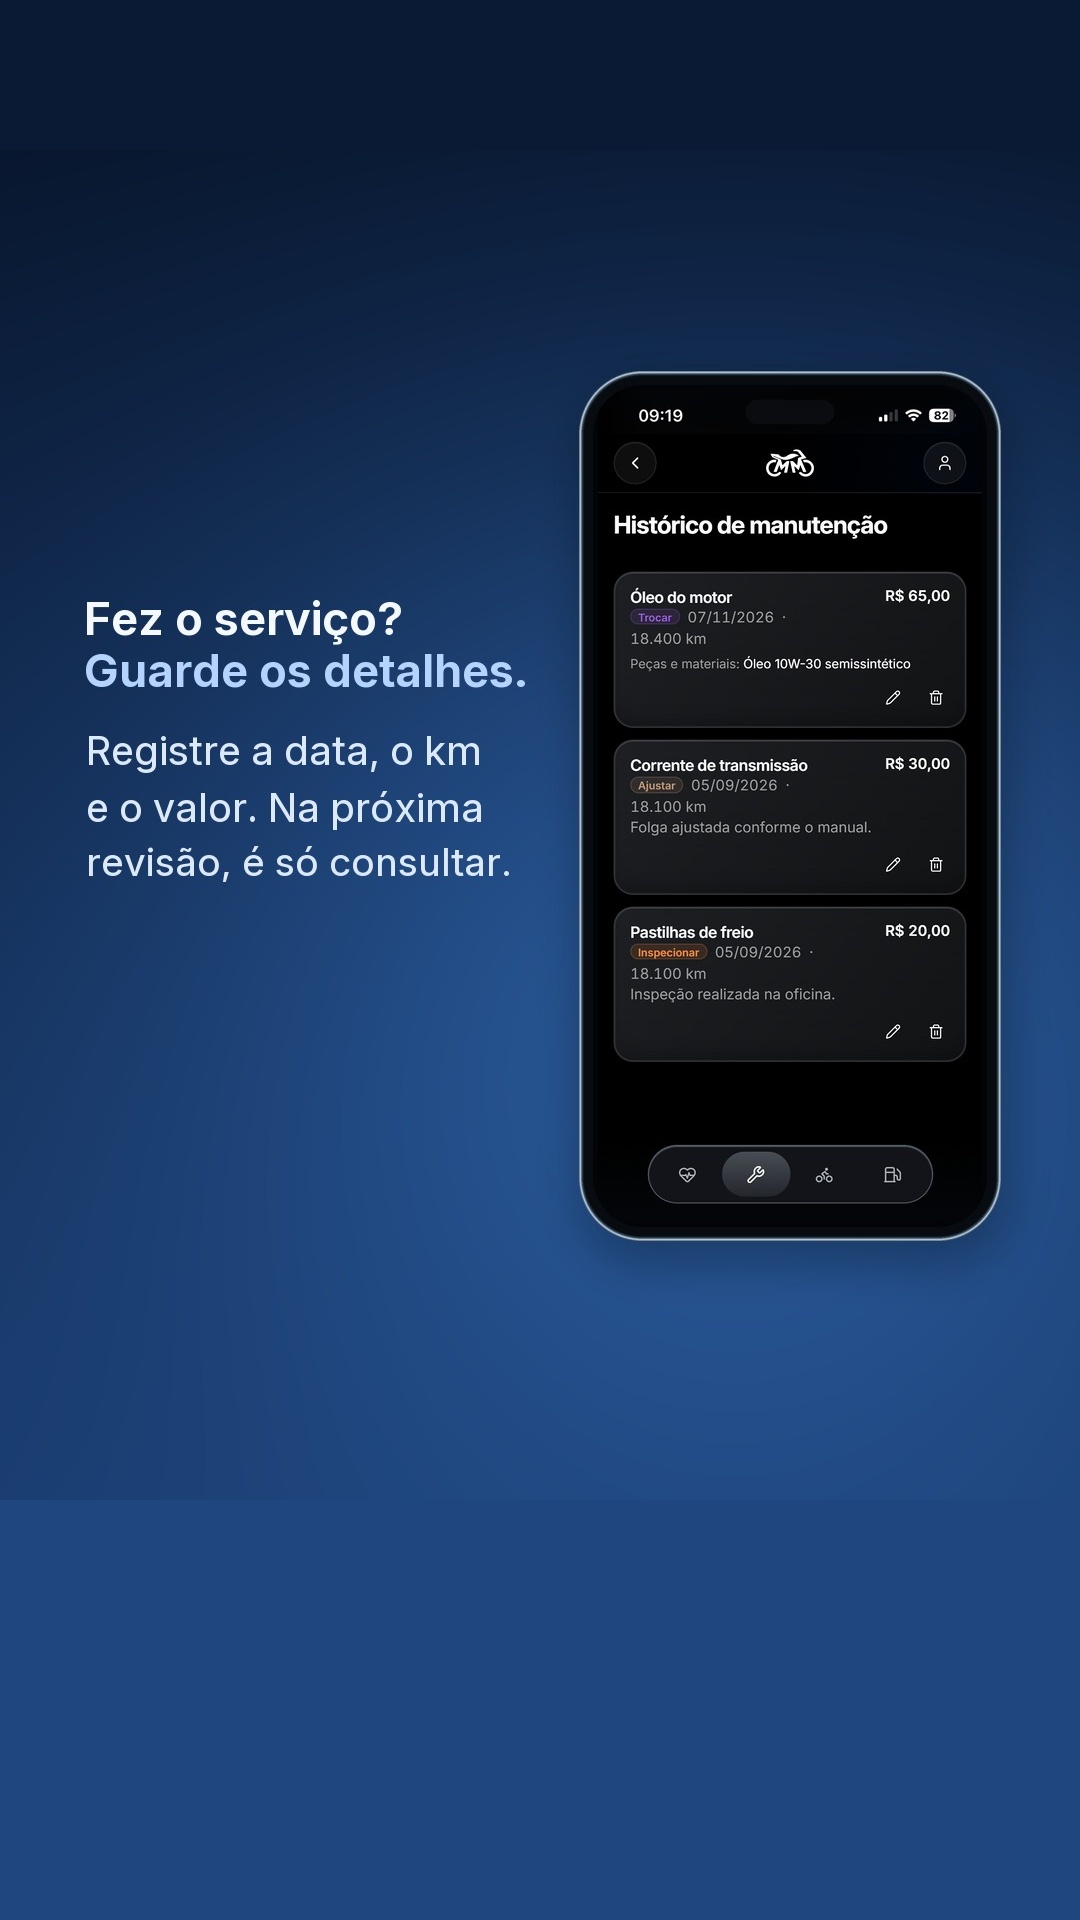 Fez o serviço?
Guarde os detalhes.
Registre a data, o km
e o valor. Na próxima
revisão, é só consultar.
09:19
82
MM
Histórico de manutenção
Óleo do motor R$ 65,00
Trocar 07/11/2026 ·
18.400 km
Peças e materiais: Óleo 10W-30 semissintético
Corrente de transmissão R$ 30,00
Ajustar 05/09/2026 ·
18.100 km
Folga ajustada conforme o manual.
Pastilhas de freio R$ 20,00
Inspecionar 05/09/2026 ·
18.100 km
Inspeção realizada na oficina.